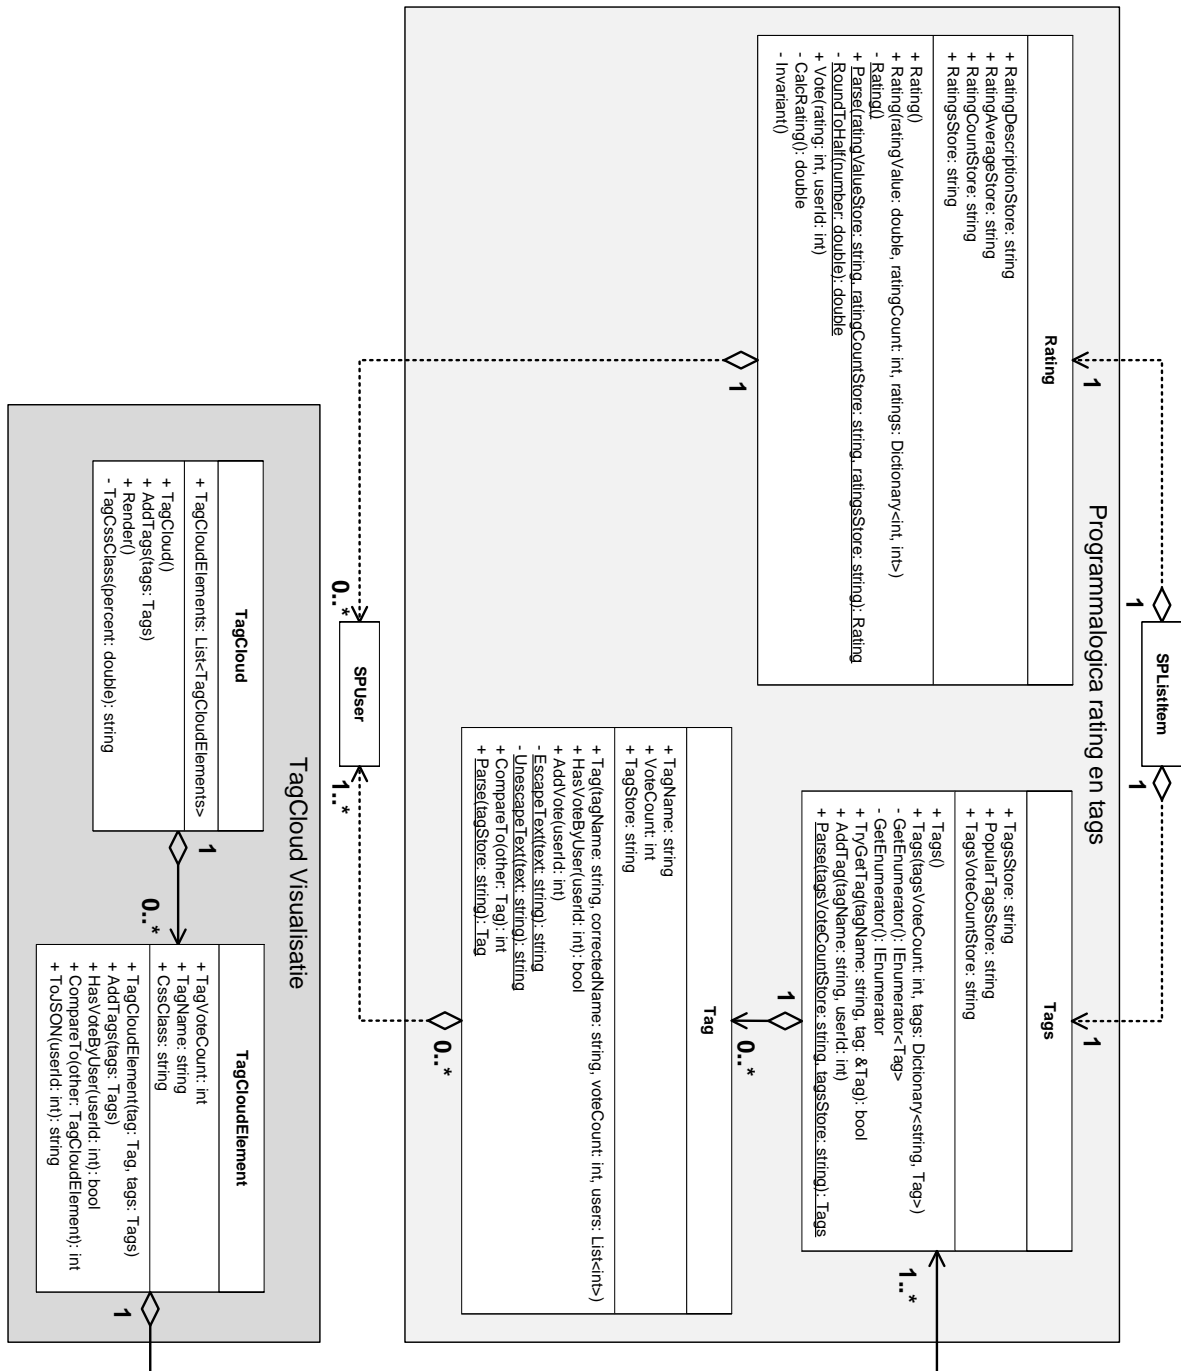 Programmalogica rating en tags
SPListItem
1
1
1
1
Rating
+ RatingDescriptionStore: string
+ RatingAverageStore: string
+ RatingCountStore: string
+ RatingsStore: string
+ Rating()
+ Rating(ratingValue: double, ratingCount: int, ratings: Dictionary<int, int>)
- Rating()
+ Parse(ratingValueStore: string, ratingCountStore: string, ratingsStore: string): Rating
- RoundToHalf(number: double): double
+ Vote(rating: int, userId: int)
- CalcRating(): double
- Invariant()
1
Tags
+ TagsStore: string
+ PopularTagsStore: string
+ TagsVoteCountStore: string
+ Tags()
+ Tags(tagsVoteCount: int, tags: Dictionary<string, Tag>)
- GetEnumerator(): IEnumerator<Tag>
- GetEnumerator(): IEnumerator
+ TryGetTag(tagName: string, tag: &Tag): bool
+ AddTag(tagName: string, userId: int)
+ Parse(tagsVoteCountStore: string, tagsStore: string): Tags
1..*
1
0..*
Tag
+ TagName: string
+ VoteCount: int
+ TagStore: string
+ Tag(tagName: string, correctedName: string, voteCount: int, users: List<int>)
+ HasVoteByUser(userId: int): bool
+ AddVote(userId: int)
- EscapeText(text: string): string
- UnescapeText(text: string): string
+ CompareTo(other: Tag): int
+ Parse(tagStore: string): Tag
0..*
0..*
SPUser
1..*
TagCloud Visualisatie
TagCloud
+ TagCloudElements: List<TagCloudElements>
+ TagCloud()
+ AddTags(tags: Tags)
+ Render()
- TagCssClass(percent: double): string
1
0..*
TagCloudElement
+ TagVoteCount: int
+ TagName: string
+ CssClass: string
+ TagCloudElement(tag: Tag, tags: Tags)
+ AddTags(tags: Tags)
+ HasVoteByUser(userId: int): bool
+ CompareTo(other: TagCloudElement): int
+ ToJSON(userId: int): string
1